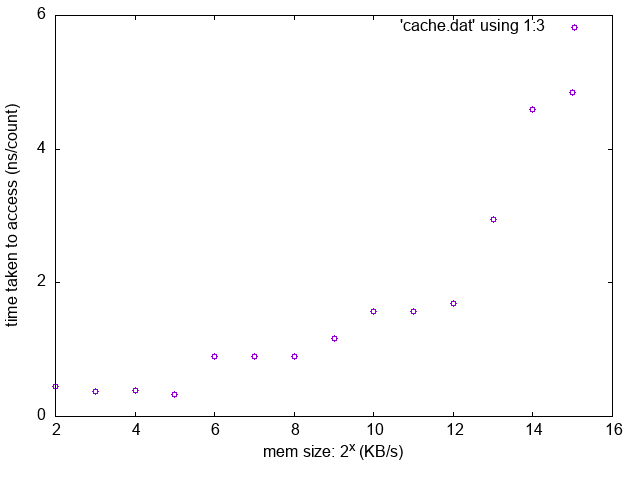 6
'cache.dat' using 1:3
4
2
0
time taken to access (ns/count)
2 4 6 8 10 12 14 16
mem size: 2^x (KB/s)